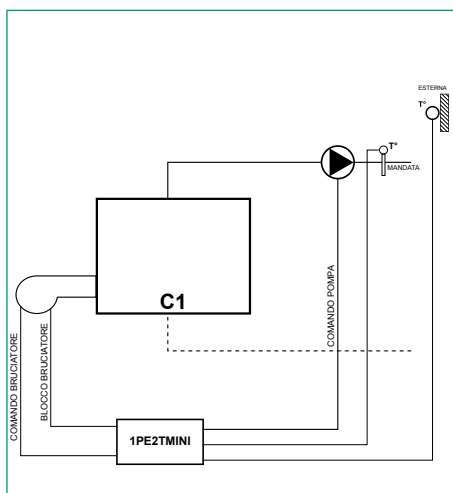 ESTERNA
T°
T°
MANDATA
C1
COMANDO POMPA
BLOCCO BRUCIATORE
COMANDO BRUCIATORE
1PE2TMINI